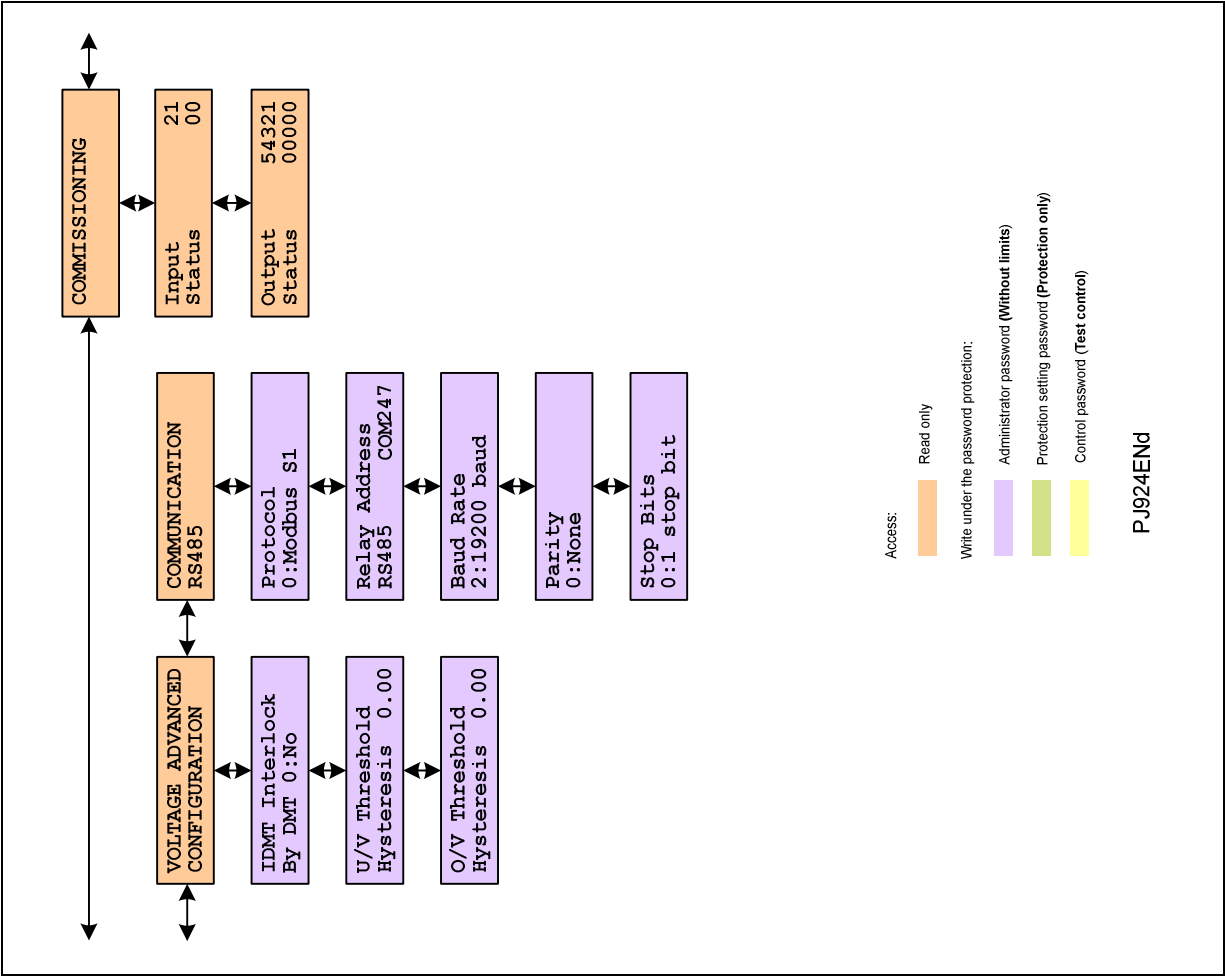 COMMISSIONING
Input 21
Status 00
Output 54321
Status 00000
VOLTAGE ADVANCED
CONFIGURATION
IDMT Interlock
By DMT 0:No
U/V Threshold
Hysteresis 0.00
O/V Threshold
Hysteresis 0.00
COMMUNICATION
RS485
Protocol
0:Modbus S1
Relay Address
RS485 COM247
Baud Rate
2:19200 baud
Parity
0:None
Stop Bits
0:1 stop bit
Access:
Read only
Write under the password protection:
Administrator password (Without limits)
Protection setting password (Protection only)
Control password (Test control)
PJ924ENd